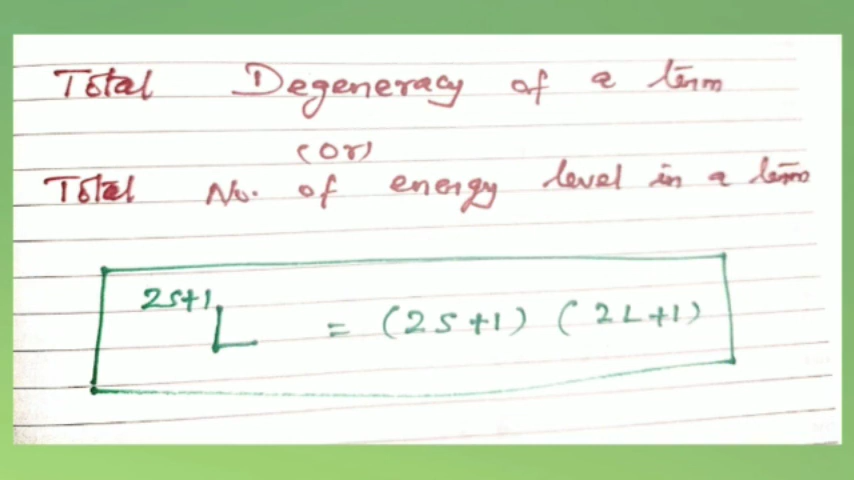 Total Degeneracy of a term
(Or)
Total No. of energy level in a term
2S+1L = (2S+1) (2L+1)